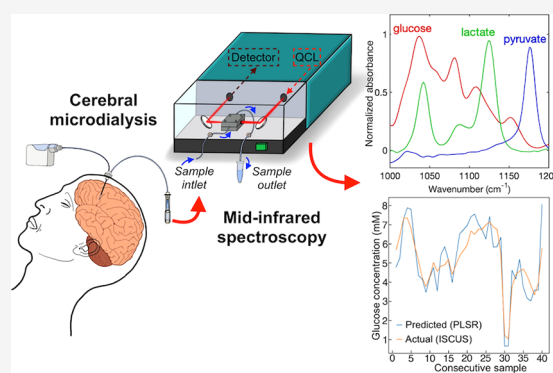 Cerebral
microdialysis
Detector
QCL
Sample
intlet
Sample
outlet
Mid-infrared
spectroscopy
glucose
lactate
pyruvate
Normalized absorbance
1
0.5
0
1000
1050
1100
1150
1200
Wavenumber (cm⁻¹)
Glucose concentration (mM)
8
7
6
5
4
3
2
1
Predicted (PLSR)
Actual (ISCUS)
0
5
10
15
20
25
30
35
40
Consecutive sample